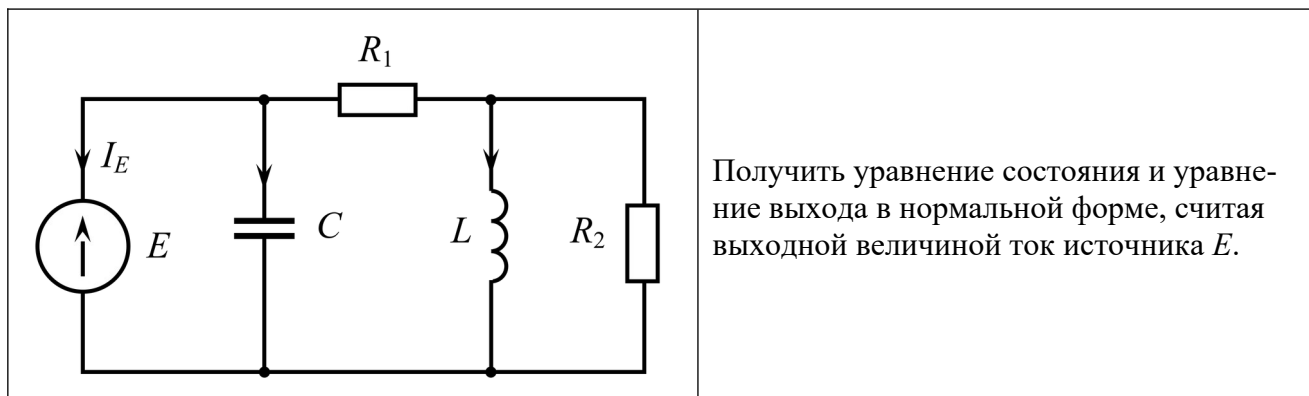 R1
IE
E
C
L
R2
Получить уравнение состояния и уравне-
ние выхода в нормальной форме, считая
выходной величиной ток источника E.